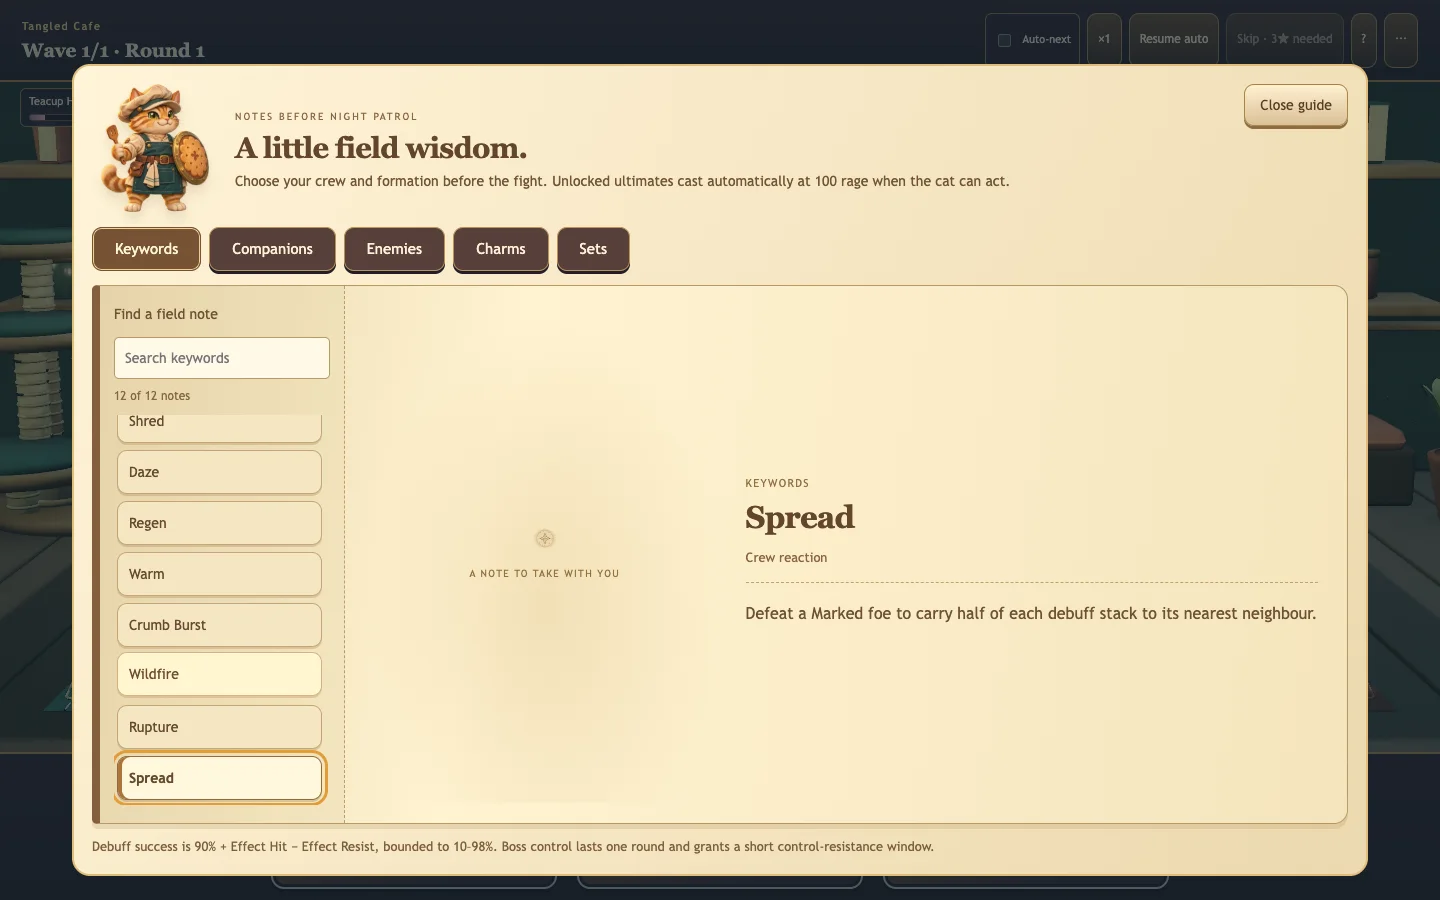 Tangled Cafe
Wave 1/1 · Round 1
Auto-next
×1
Resume auto
Skip · 3★ needed
?
···
Teacup H
NOTES BEFORE NIGHT PATROL
A little field wisdom.
Choose your crew and formation before the fight. Unlocked ultimates cast automatically at 100 rage when the cat can act.
Close guide
Keywords
Companions
Enemies
Charms
Sets
Find a field note
Search keywords
12 of 12 notes
Shred
Daze
Regen
Warm
Crumb Burst
Wildfire
Rupture
Spread
A NOTE TO TAKE WITH YOU
KEYWORDS
Spread
Crew reaction
Defeat a Marked foe to carry half of each debuff stack to its nearest neighbour.
Debuff success is 90% + Effect Hit − Effect Resist, bounded to 10–98%. Boss control lasts one round and grants a short control-resistance window.